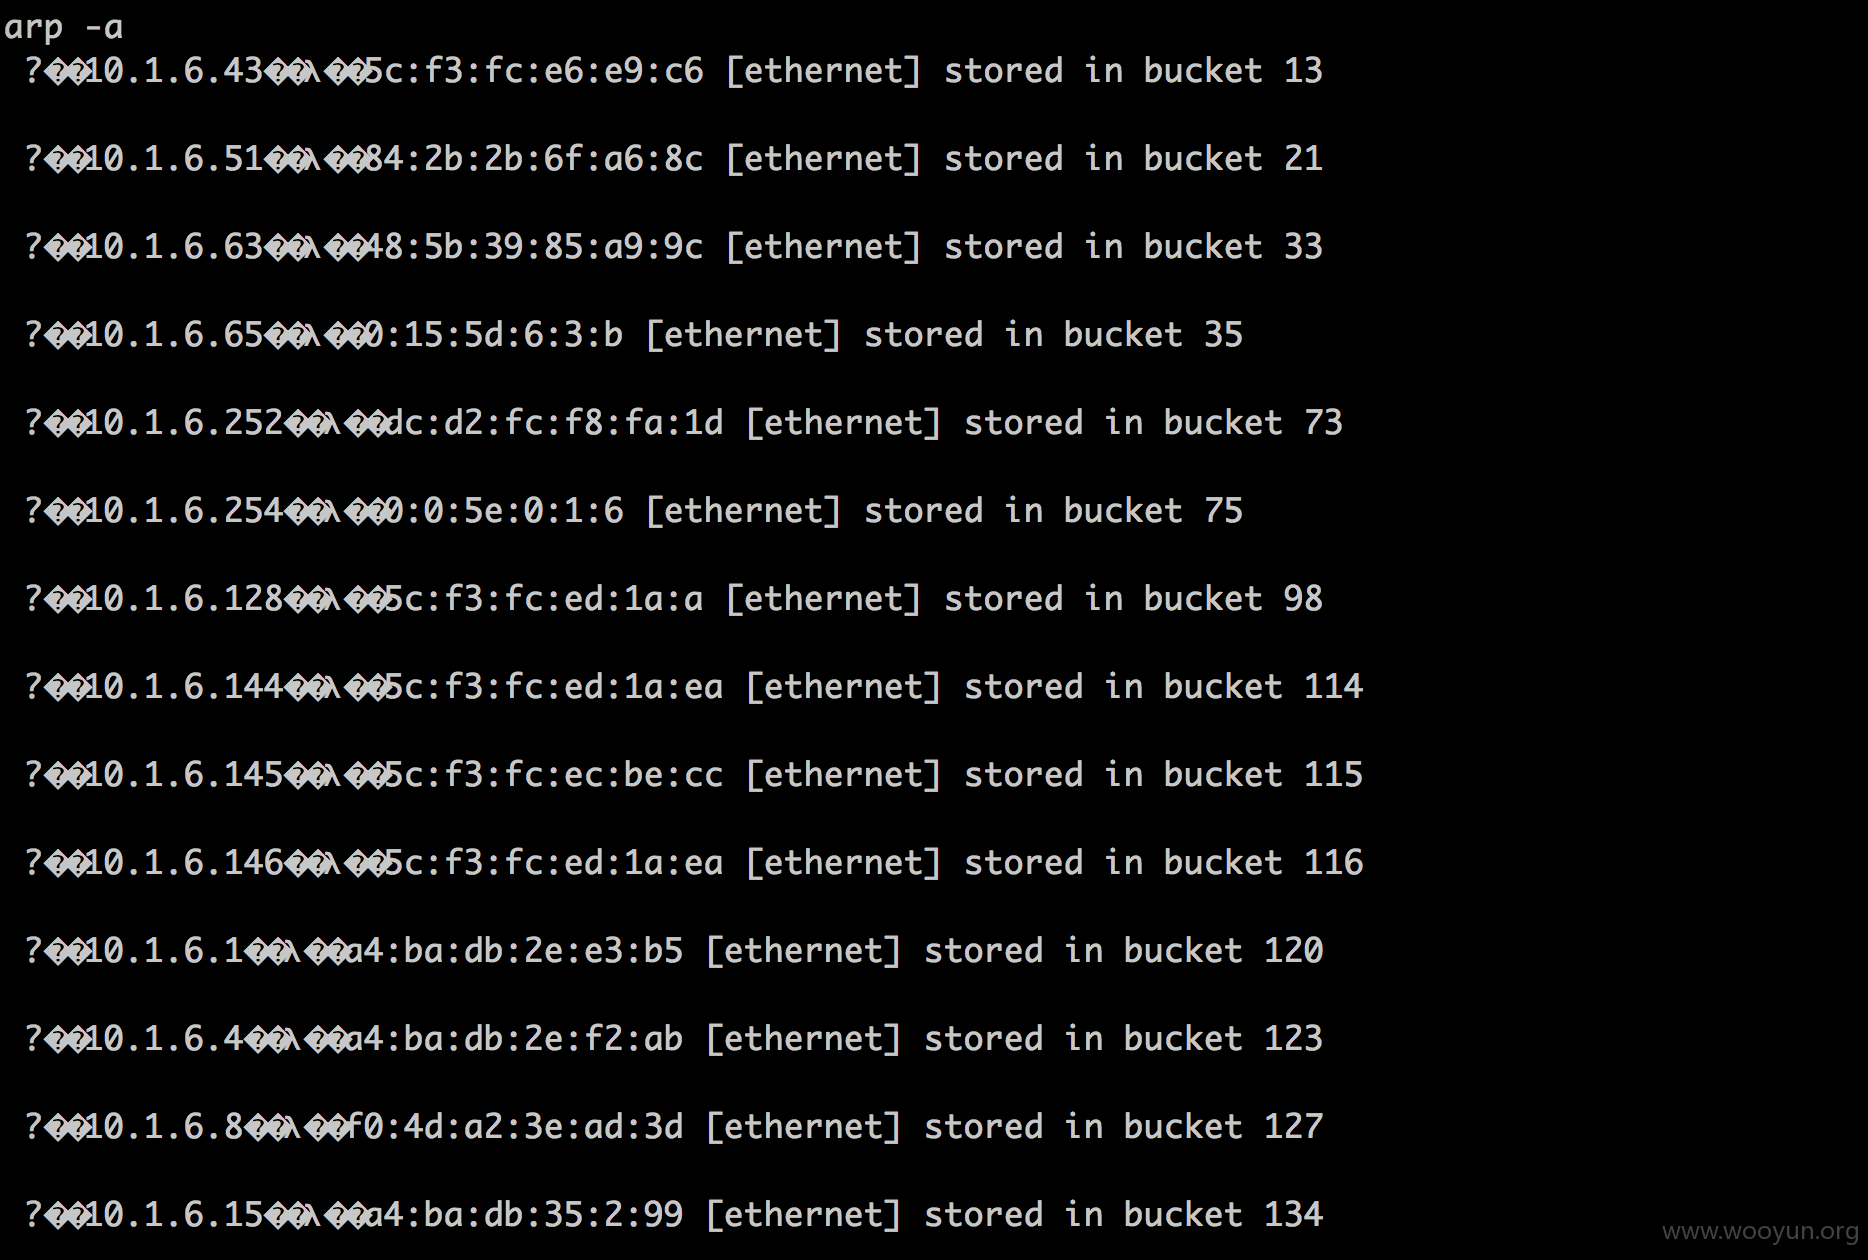 arp -a
?��10.1.6.43��λ��5c:f3:fc:e6:e9:c6 [ethernet] stored in bucket 13
?��10.1.6.51��λ��84:2b:2b:6f:a6:8c [ethernet] stored in bucket 21
?��10.1.6.63��λ��48:5b:39:85:a9:9c [ethernet] stored in bucket 33
?��10.1.6.65��λ��0:15:5d:6:3:b [ethernet] stored in bucket 35
?��10.1.6.252��λ��dc:d2:fc:f8:fa:1d [ethernet] stored in bucket 73
?��10.1.6.254��λ��0:0:5e:0:1:6 [ethernet] stored in bucket 75
?��10.1.6.128��λ��5c:f3:fc:ed:1a:a [ethernet] stored in bucket 98
?��10.1.6.144��λ��5c:f3:fc:ed:1a:ea [ethernet] stored in bucket 114
?��10.1.6.145��λ��5c:f3:fc:ec:be:cc [ethernet] stored in bucket 115
?��10.1.6.146��λ��5c:f3:fc:ed:1a:ea [ethernet] stored in bucket 116
?��10.1.6.1��λ��a4:ba:db:2e:e3:b5 [ethernet] stored in bucket 120
?��10.1.6.4��λ��a4:ba:db:2e:f2:ab [ethernet] stored in bucket 123
?��10.1.6.8��λ��f0:4d:a2:3e:ad:3d [ethernet] stored in bucket 127
?��10.1.6.15��λ��a4:ba:db:35:2:99 [ethernet] stored in bucket 134
www.wooyun.org